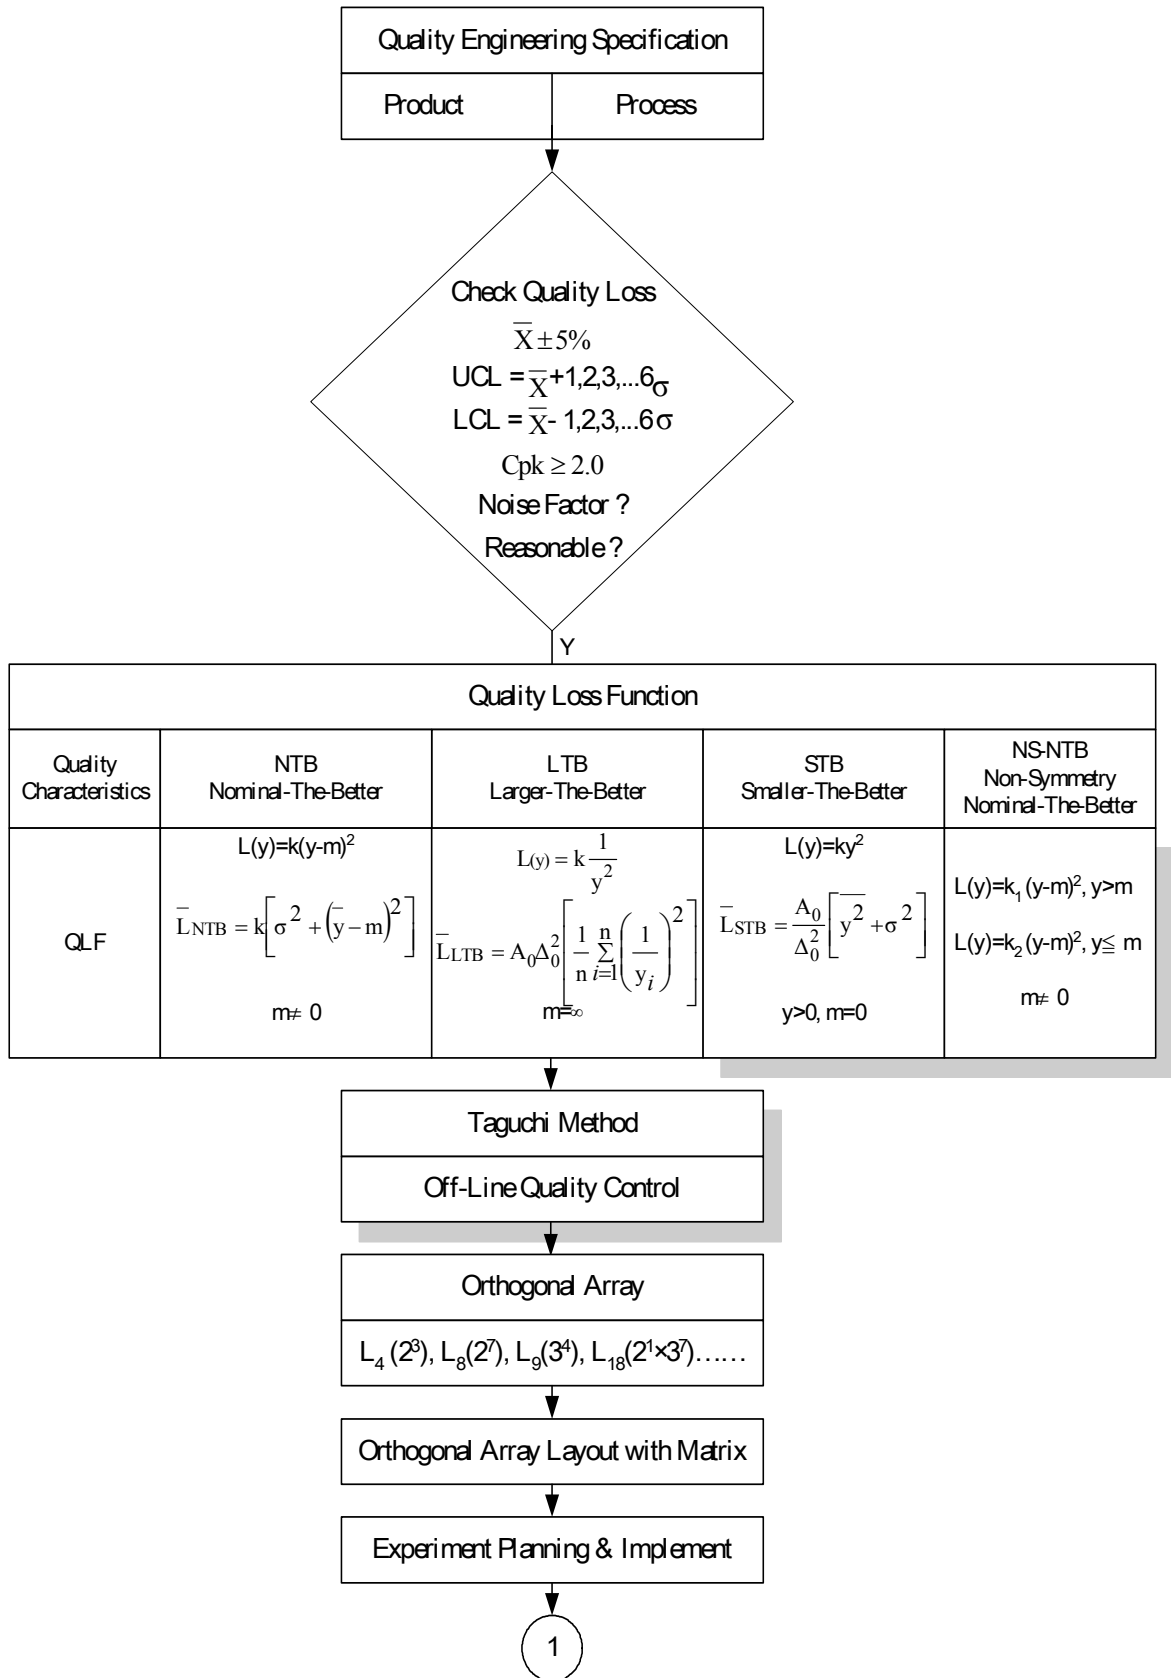 Quality Engineering Specification
Product
Process
Check Quality Loss
X̅ ±5%
UCL = X̅+1,2,3,...6σ
LCL = X̅- 1,2,3,...6σ
Cpk ≥ 2.0
Noise Factor ?
Reasonable ?
Y
Quality Loss Function
Quality
Characteristics
NTB
Nominal-The-Better
LTB
Larger-The-Better
STB
Smaller-The-Better
NS-NTB
Non-Symmetry
Nominal-The-Better
QLF
L(y)=k(y-m)²
L̅NTB = k[σ² + (y̅ − m)²]
m≠ 0
L(y) = k 1/y²
L̅LTB = A₀Δ₀²[1/n ∑ⁿᵢ₌₁ (1/yᵢ)²]
m=∞
L(y)=ky²
L̅STB = A₀/Δ₀² [y̅²̅ + σ²]
y>0, m=0
L(y)=k₁(y-m)², y>m
L(y)=k₂(y-m)², y≦ m
m≠ 0
Taguchi Method
Off-Line Quality Control
Orthogonal Array
L₄ (2³), L₈(2⁷), L₉(3⁴), L₁₈(2¹×3⁷)……
Orthogonal Array Layout with Matrix
Experiment Planning & Implement
1